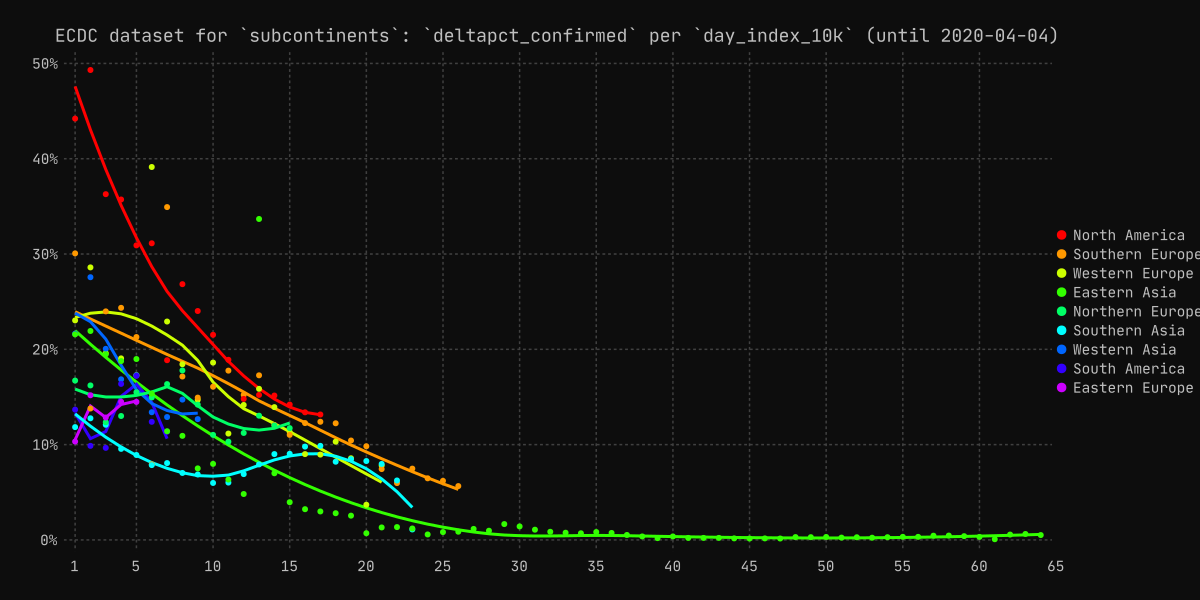 ECDC dataset for `subcontinents`: `deltapct_confirmed` per `day_index_10k` (until 2020-04-04)
50%
40%
30%
20%
10%
0%
1 5 10 15 20 25 30 35 40 45 50 55 60 65
North America
Southern Europe
Western Europe
Eastern Asia
Northern Europe
Southern Asia
Western Asia
South America
Eastern Europe